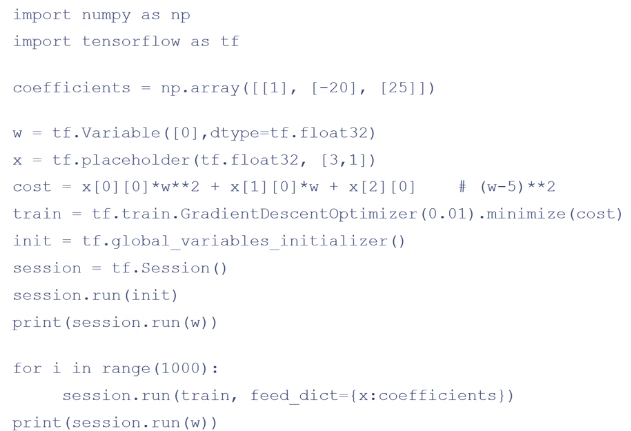 import numpy as np
import tensorflow as tf
coefficients = np.array([[1], [-20], [25]])
w = tf.Variable([0],dtype=tf.float32)
x = tf.placeholder(tf.float32, [3,1])
cost = x[0][0]*w**2 + x[1][0]*w + x[2][0]    # (w-5)**2
train = tf.train.GradientDescentOptimizer(0.01).minimize(cost)
init = tf.global_variables_initializer()
session = tf.Session()
session.run(init)
print(session.run(w))
for i in range(1000):
    session.run(train, feed_dict={x:coefficients})
print(session.run(w))